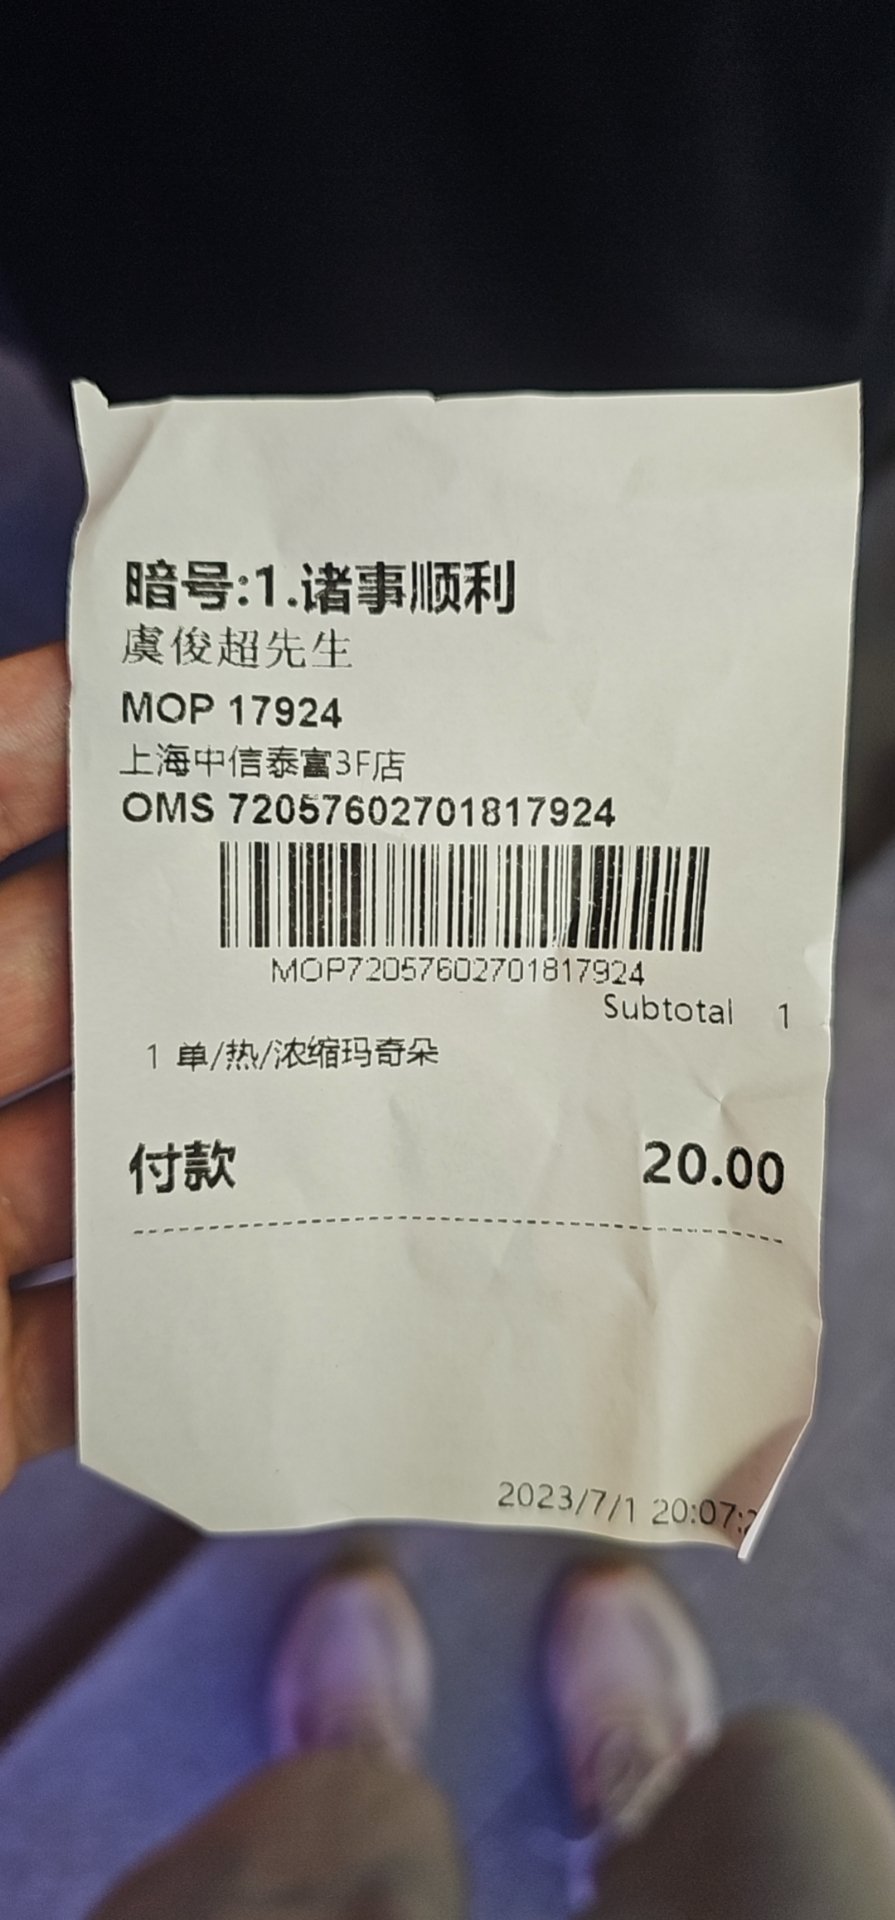 暗号:1.诸事顺利
虞俊超先生
MOP 17924
上海中信泰富3F店
OMS 72057602701817924
MOP72057602701817924
Subtotal 1
1 单/热/浓缩玛奇朵
付款 20.00
2023/7/1 20:07:2